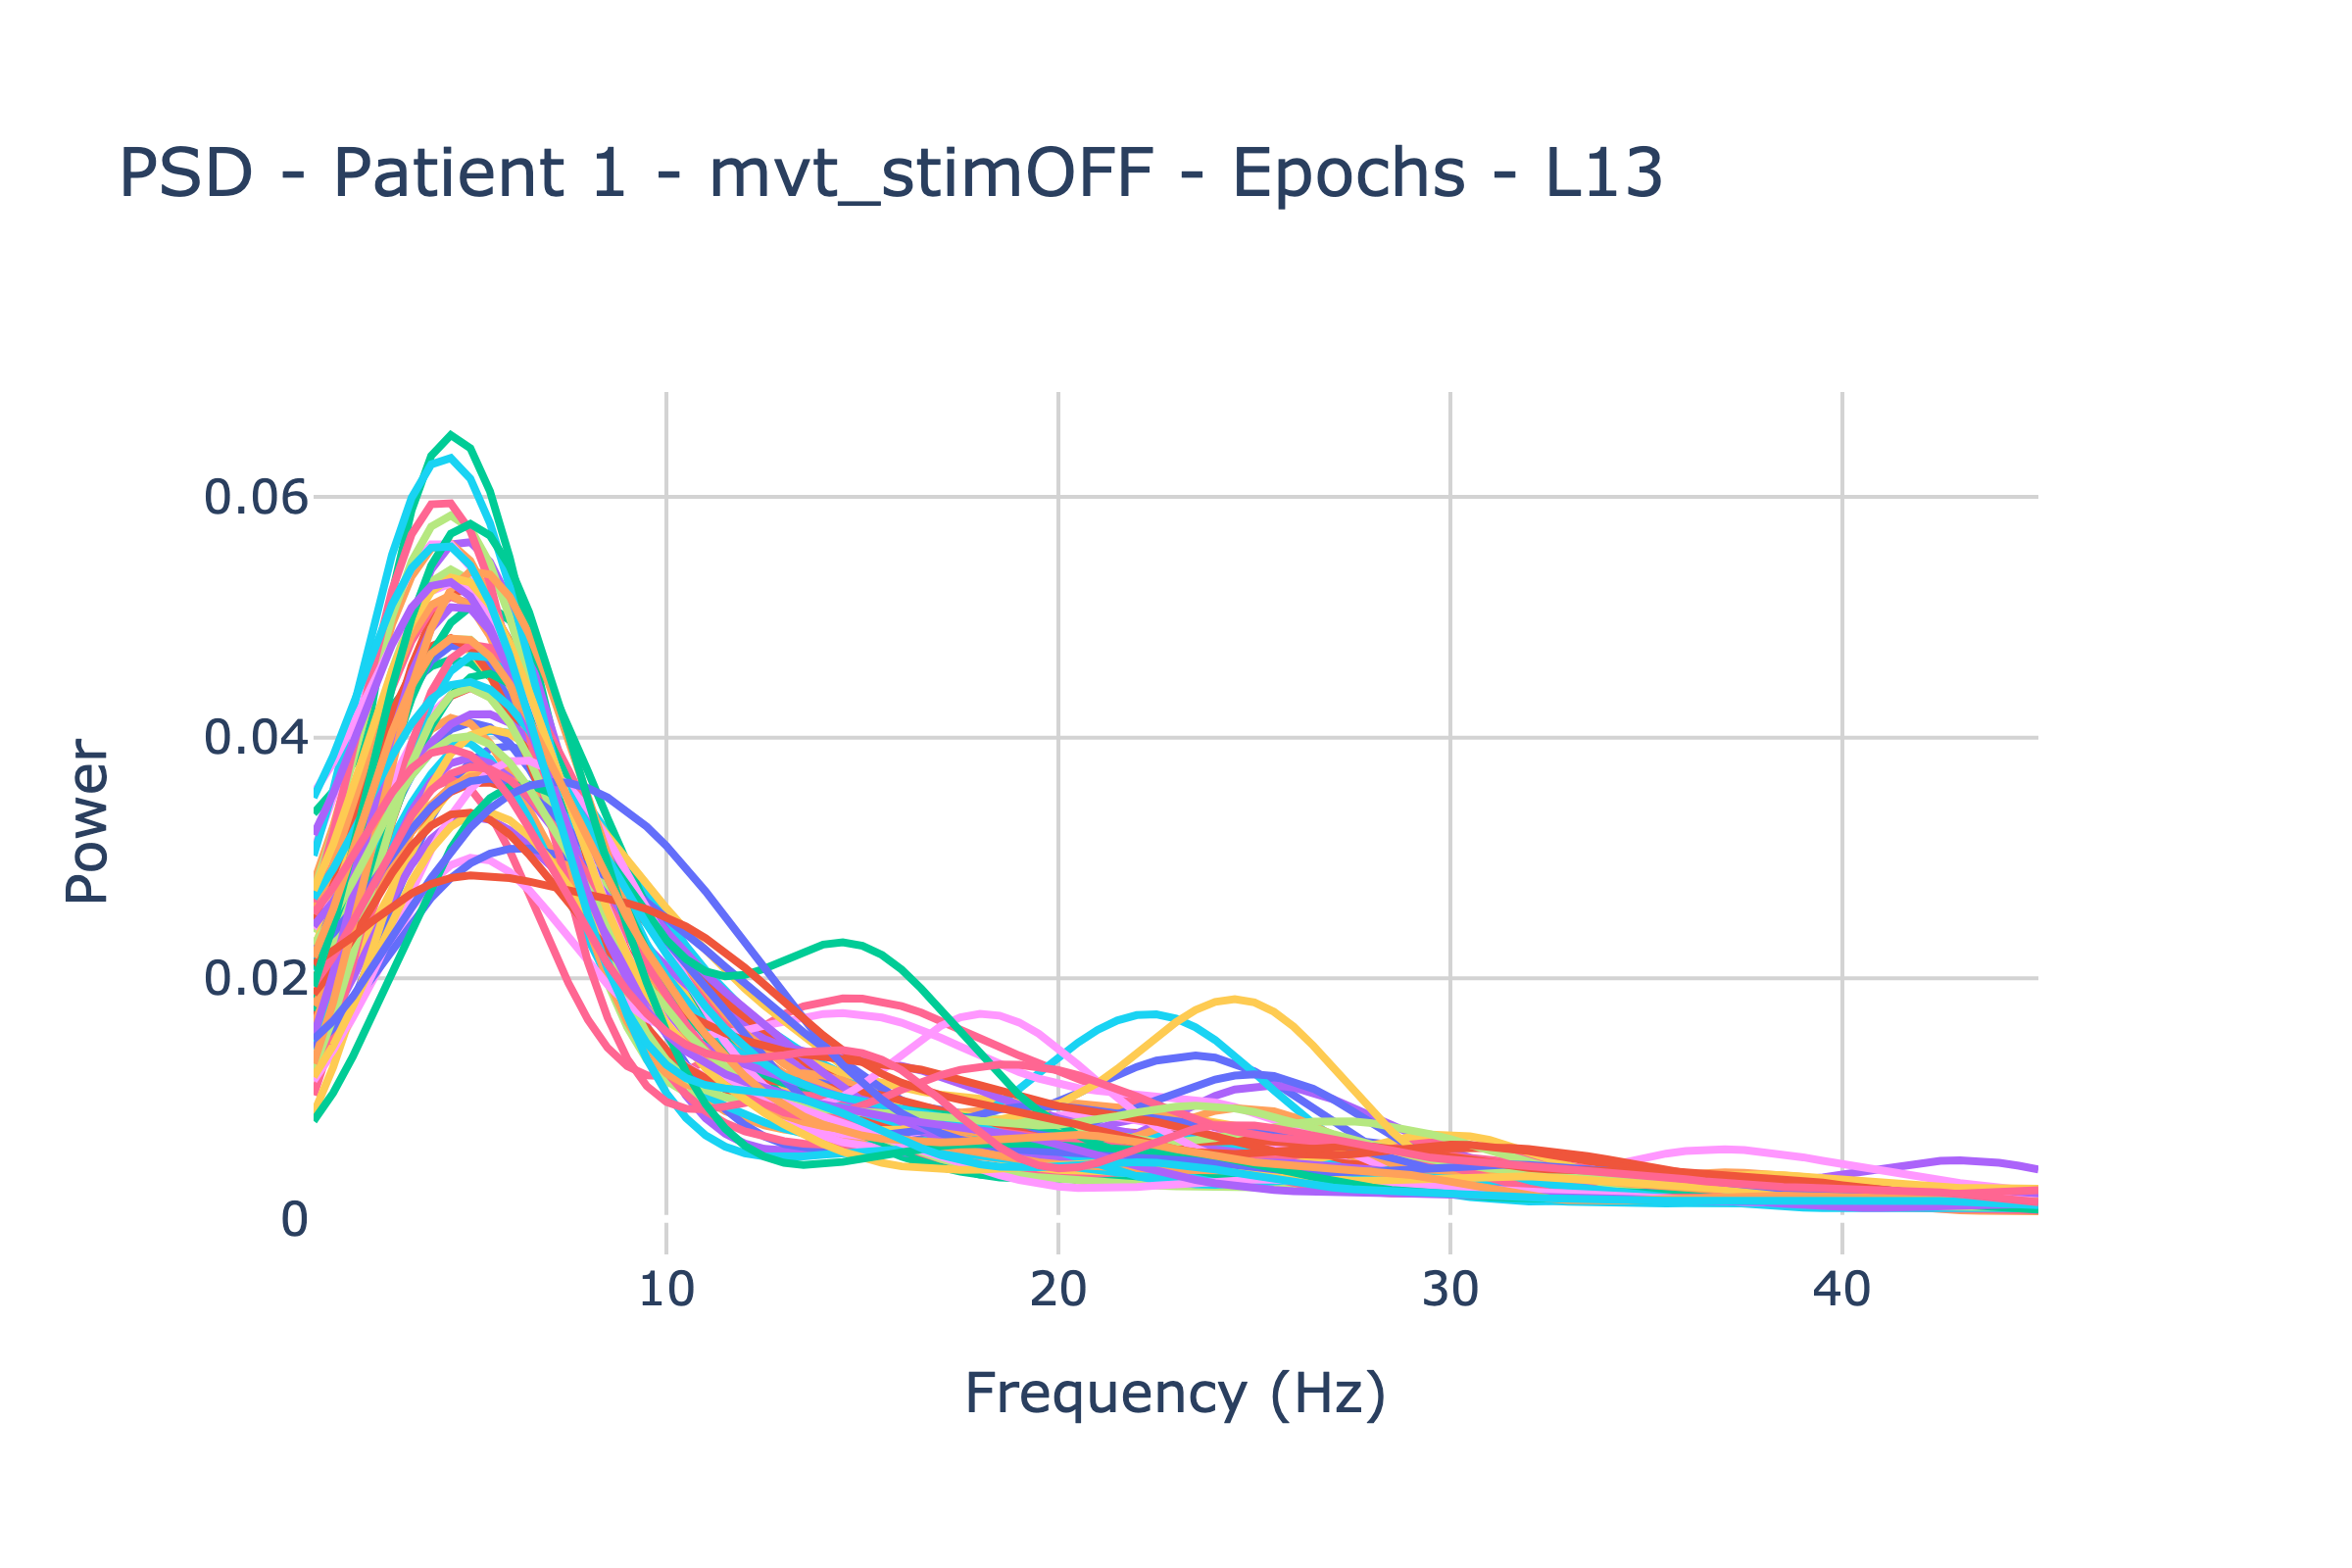 PSD - Patient 1 - mvt_stimOFF - Epochs - L13
0.06
0.04
0.02
0
Power
10 20 30 40
Frequency (Hz)